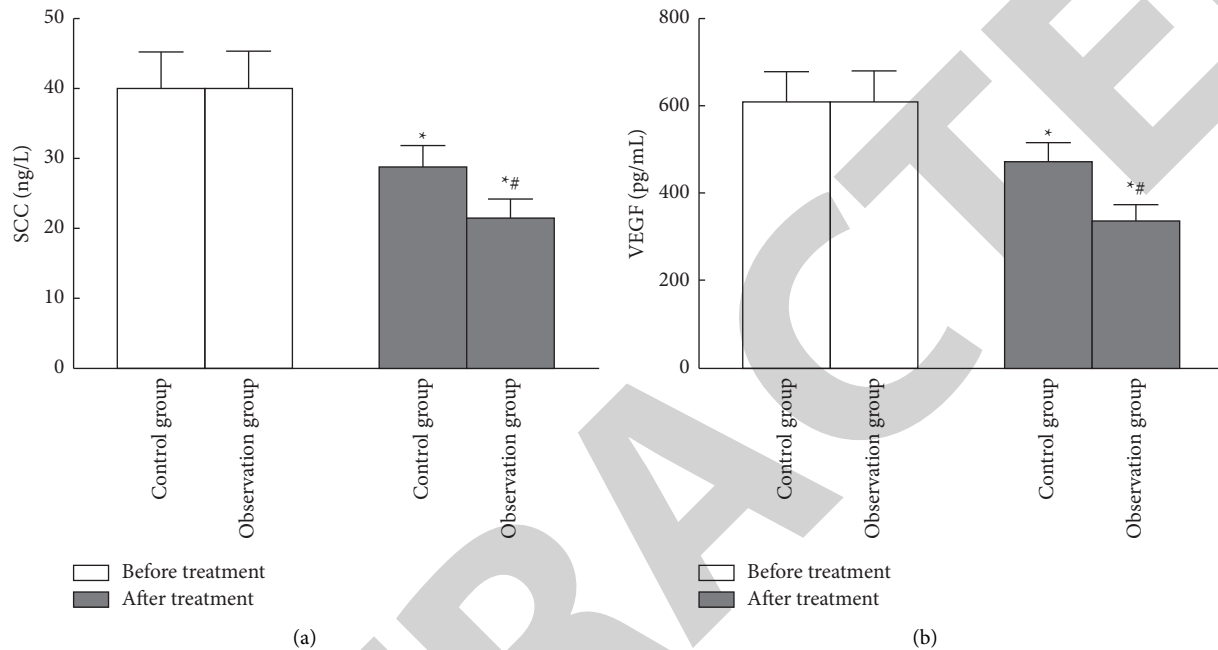 50
40
30
20
10
0
SCC (ng/L)
*
*#
Control group
Observation group
Control group
Observation group
Before treatment
After treatment
(a)
800
600
400
200
0
VEGF (pg/mL)
*
*#
Control group
Observation group
Control group
Observation group
Before treatment
After treatment
(b)
RACTE